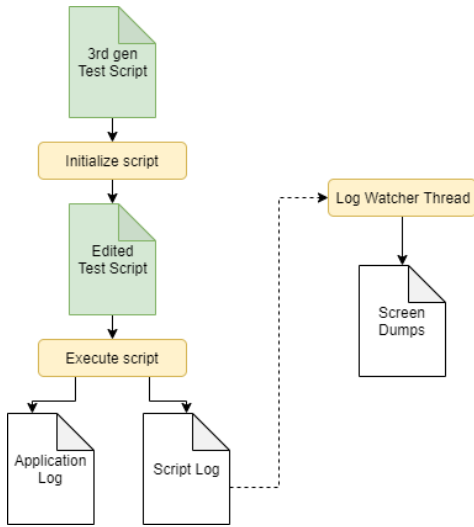 3rd gen
Test Script
Initialize script
Edited
Test Script
Execute script
Application
Log
Script Log
Log Watcher Thread
Screen
Dumps